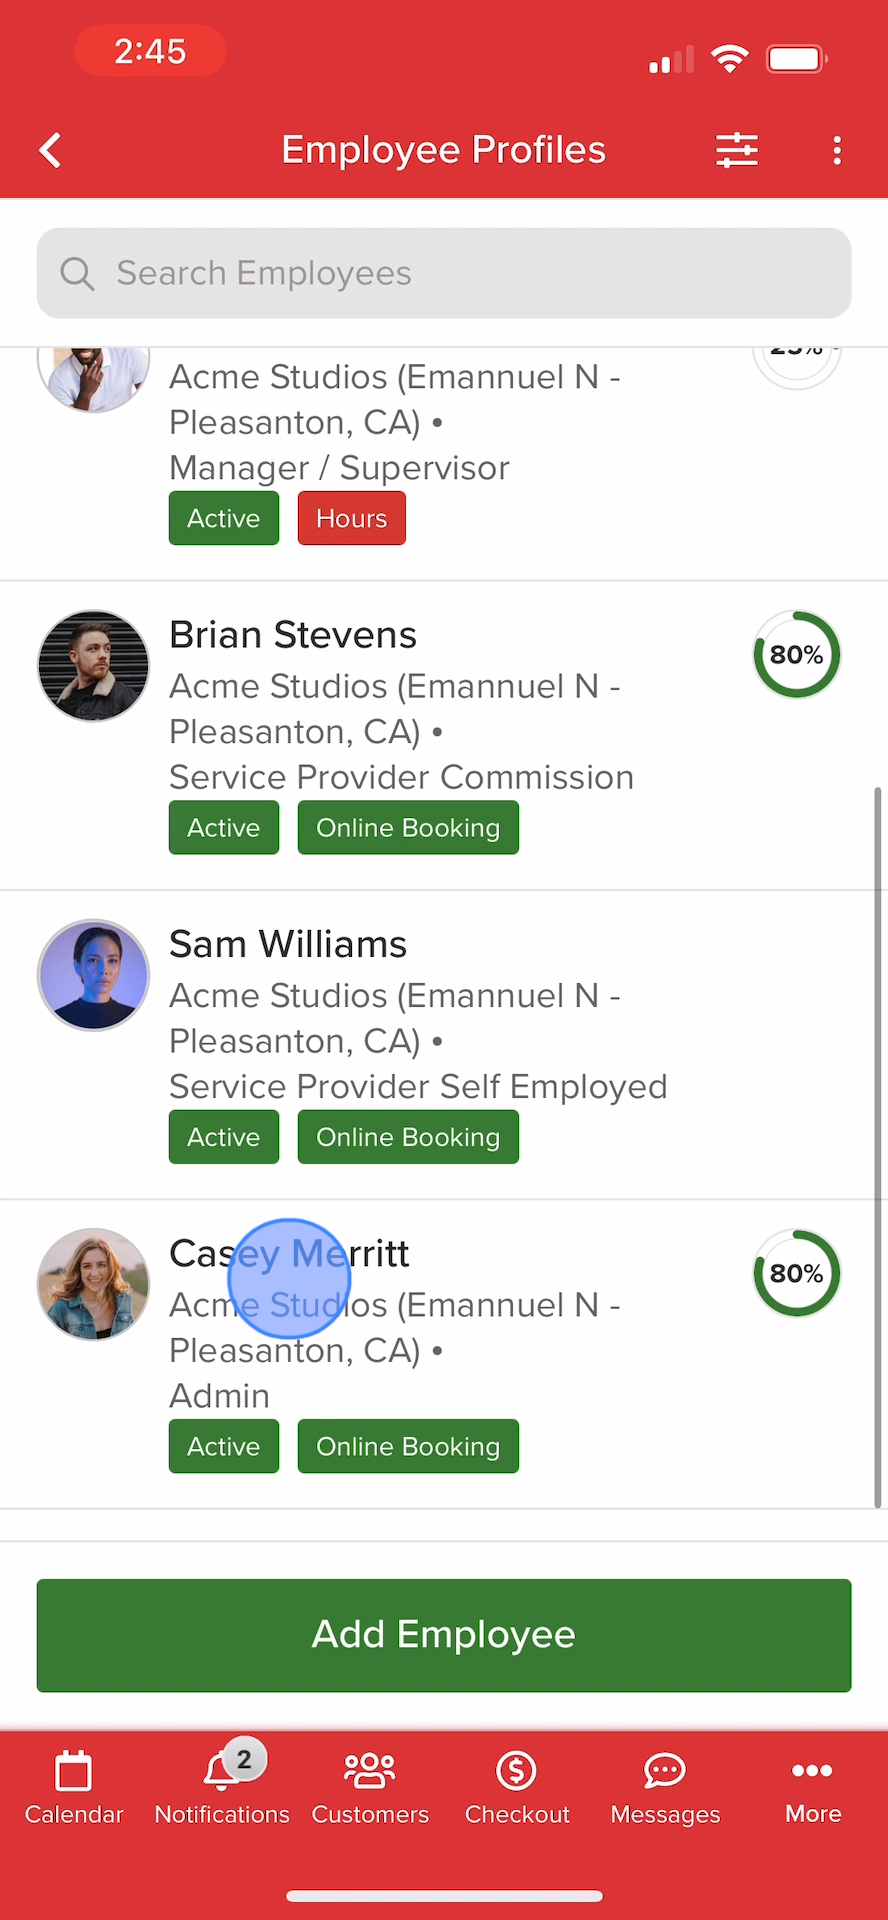 2:45
Employee Profiles
Search Employees
Acme Studios (Emannuel N -
Pleasanton, CA) •
Manager / Supervisor
Active Hours
Brian Stevens
80%
Acme Studios (Emannuel N -
Pleasanton, CA) •
Service Provider Commission
Active Online Booking
Sam Williams
Acme Studios (Emannuel N -
Pleasanton, CA) •
Service Provider Self Employed
Active Online Booking
Casey Merritt
80%
Acme Studios (Emannuel N -
Pleasanton, CA) •
Admin
Active Online Booking
Add Employee
2
Calendar Notifications Customers Checkout Messages More